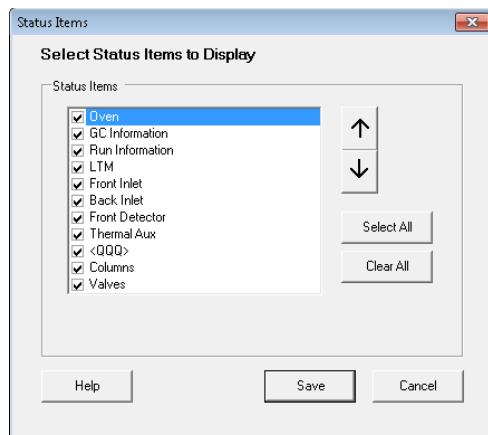 Status Items
Select Status Items to Display
Status Items
Oven
GC Information
Run Information
LTM
Front Inlet
Back Inlet
Front Detector
Thermal Aux
<QQQ>
Columns
Valves
Select All
Clear All
Help
Save
Cancel